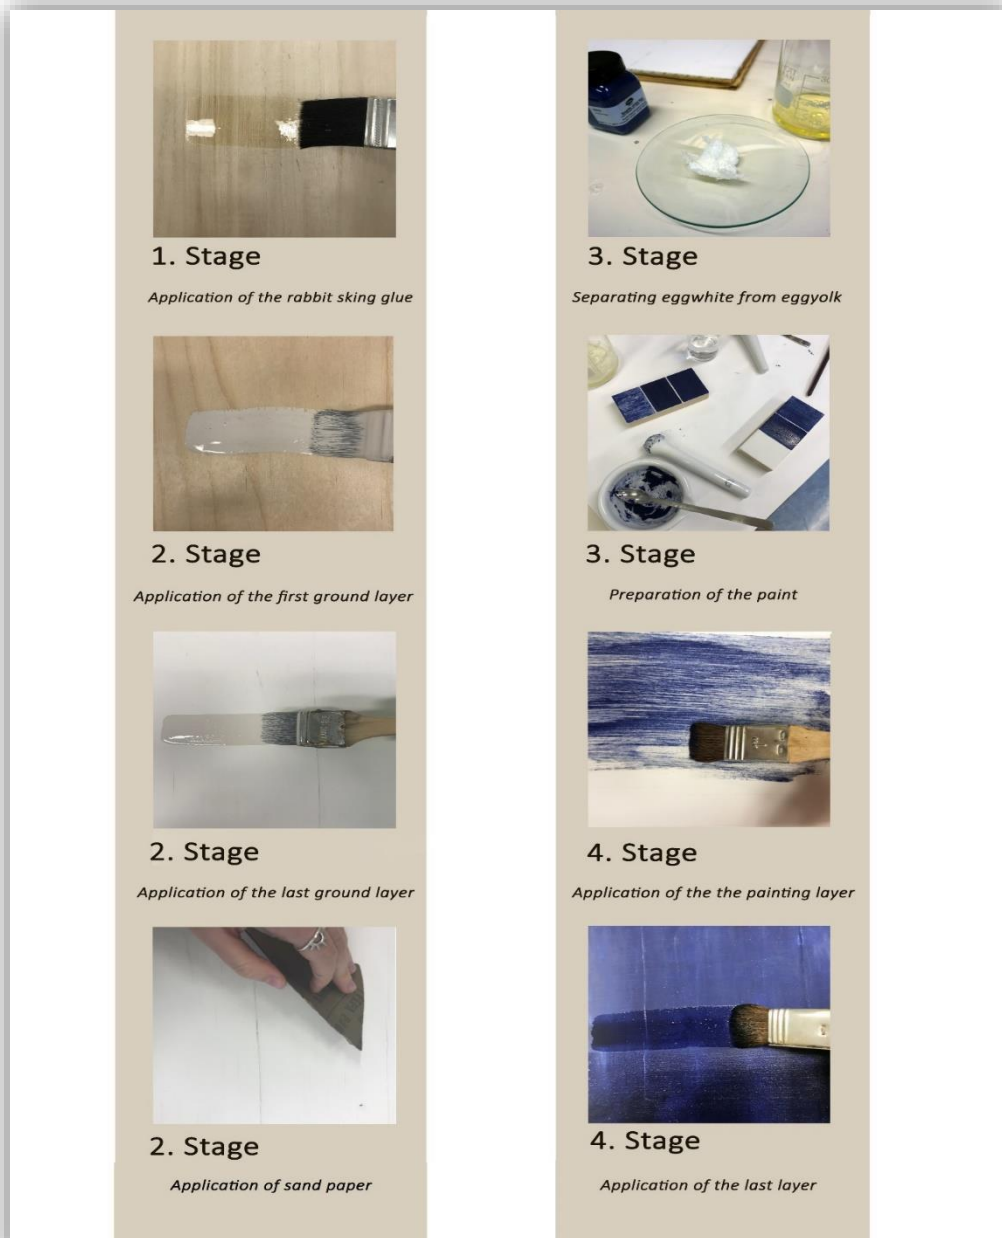 1. Stage
Application of the rabbit sking glue
2. Stage
Application of the first ground layer
2. Stage
Application of the last ground layer
2. Stage
Application of sand paper
3. Stage
Separating eggwhite from eggyolk
3. Stage
Preparation of the paint
4. Stage
Application of the the painting layer
4. Stage
Application of the last layer